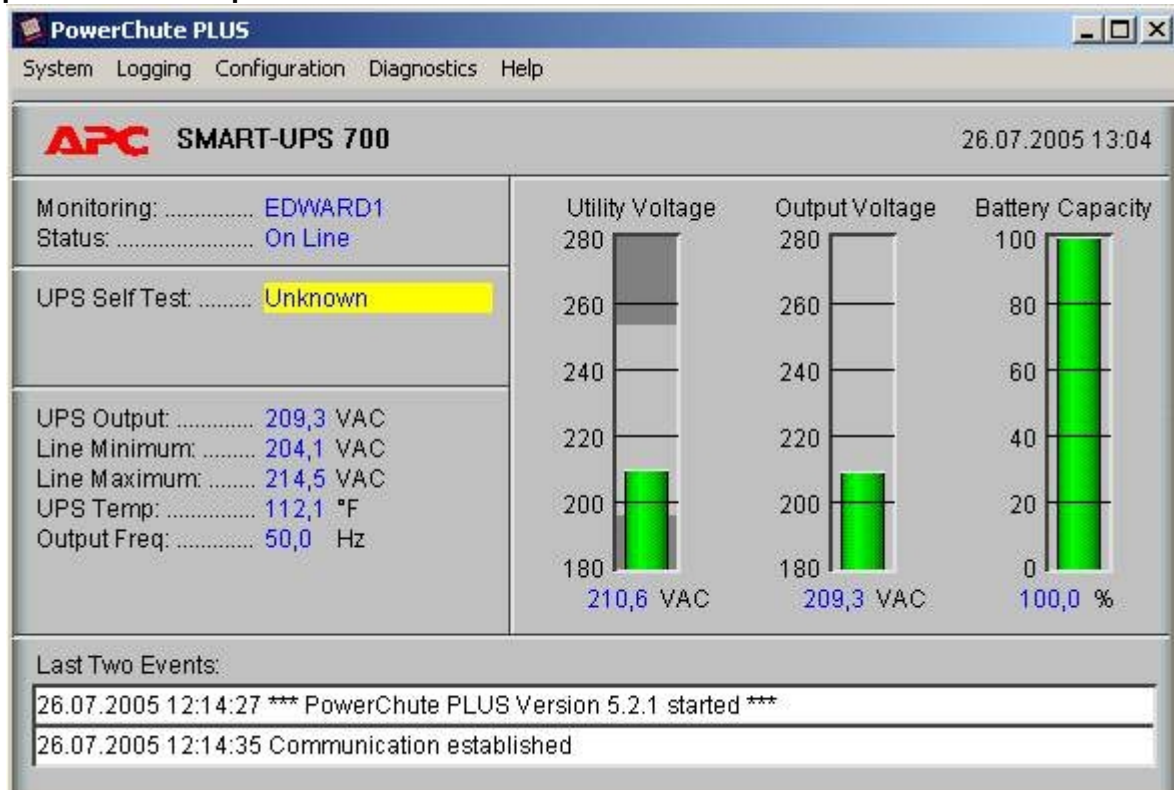 PowerChute PLUS
System Logging Configuration Diagnostics Help
APC SMART-UPS 700 26.07.2005 13:04
Monitoring: .............. EDWARD1
Status: ...................... On Line
UPS Self Test: ......... Unknown
UPS Output: ............. 209,3 VAC
Line Minimum: ......... 204,1 VAC
Line Maximum: ........ 214,5 VAC
UPS Temp: ............... 112,1 °F
Output Freq: ............. 50,0 Hz
Utility Voltage
280
260
240
220
200
180
210,6 VAC
Output Voltage
280
260
240
220
200
180
209,3 VAC
Battery Capacity
100
80
60
40
20
0
100,0 %
Last Two Events:
26.07.2005 12:14:27 *** PowerChute PLUS Version 5.2.1 started ***
26.07.2005 12:14:35 Communication established